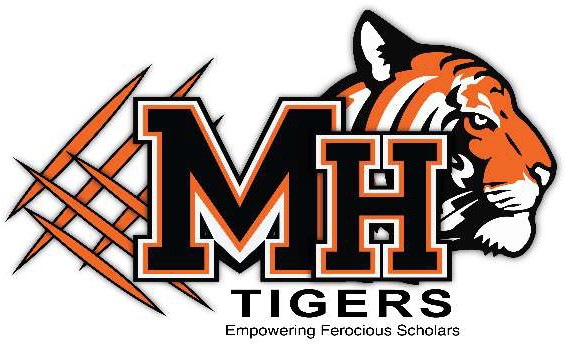 MH
TIGERS
Empowering Ferocious Scholars